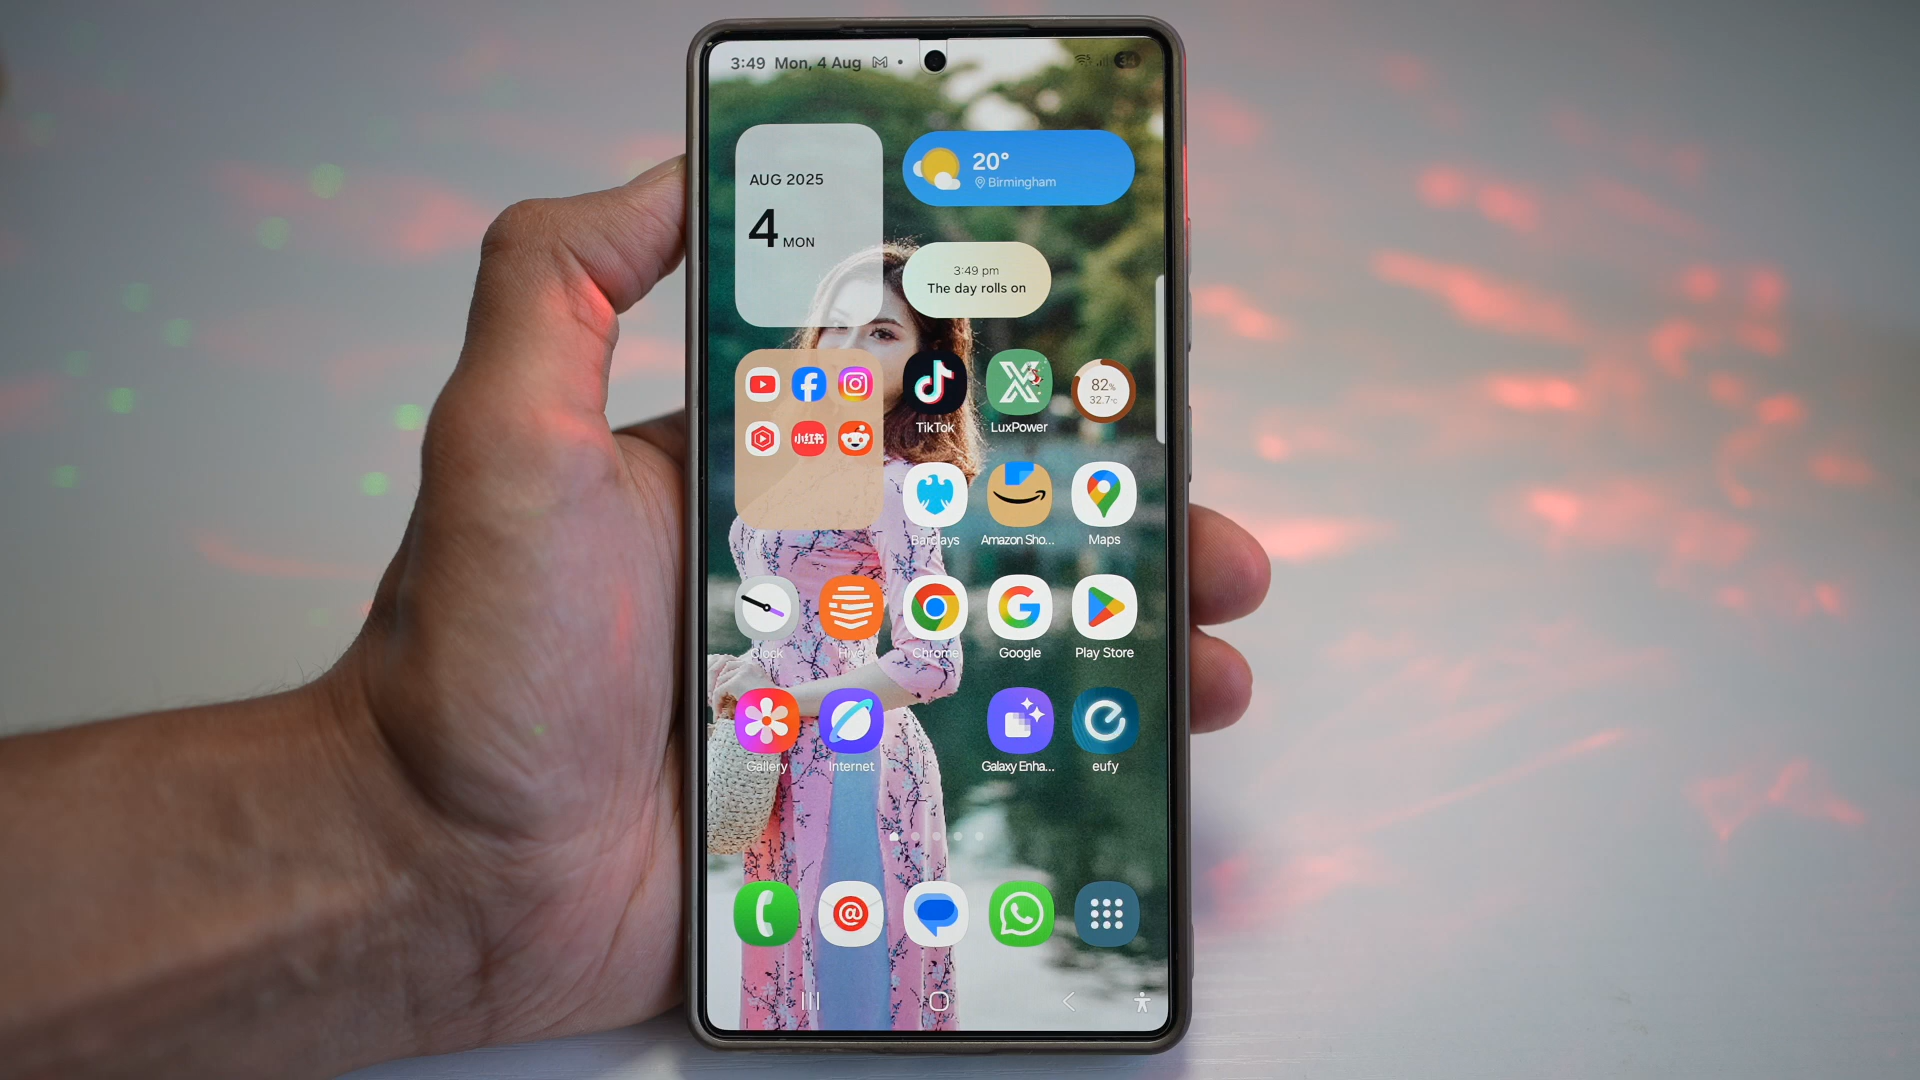 3:49 Mon, 4 Aug
AUG 2025
4 MON
20°
Birmingham
3:49 pm
The day rolls on
小红书
TikTok
LuxPower
82%
32.7°C
Barclays
Amazon Sho...
Maps
Clock
Hive
Chrome
Google
Play Store
Gallery
Internet
Galaxy Enha...
eufy